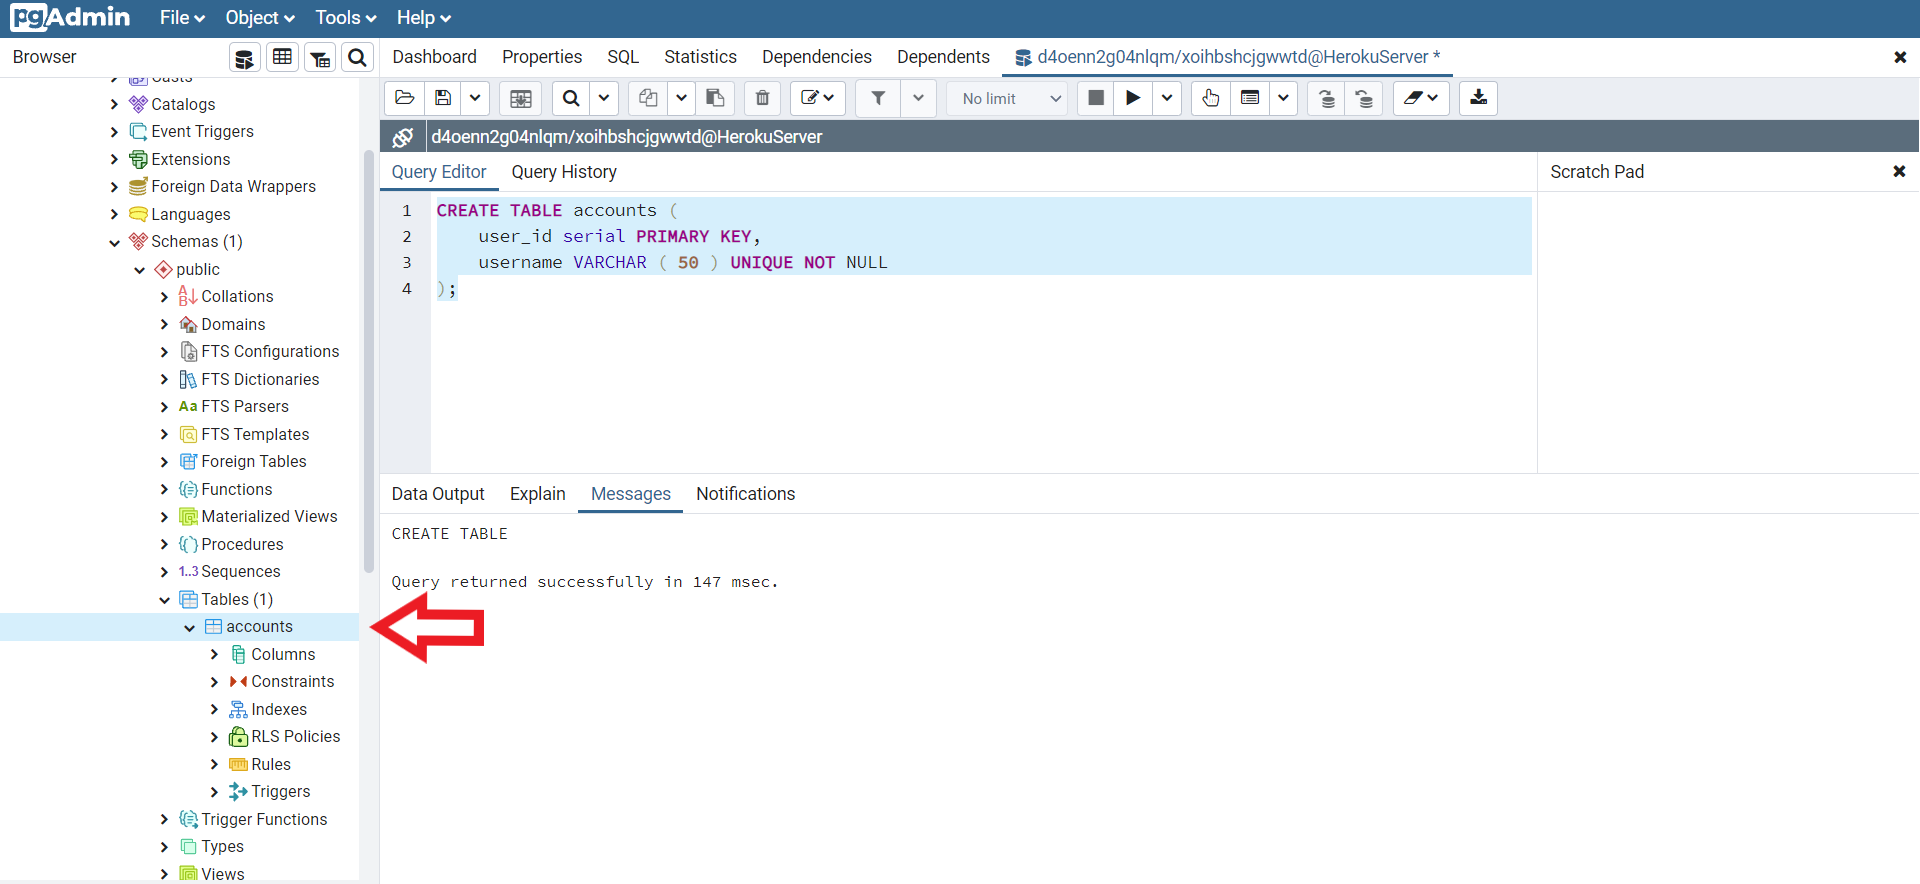 pgAdmin File Object Tools Help
Browser
Dashboard Properties SQL Statistics Dependencies Dependents d4oenn2g04nlqm/xoihbshcjgwwtd@HerokuServer *
No limit
d4oenn2g04nlqm/xoihbshcjgwwtd@HerokuServer
Query Editor Query History
Scratch Pad
1 CREATE TABLE accounts (
2 user_id serial PRIMARY KEY,
3 username VARCHAR ( 50 ) UNIQUE NOT NULL
4 );
Casts
Catalogs
Event Triggers
Extensions
Foreign Data Wrappers
Languages
Schemas (1)
public
Collations
Domains
FTS Configurations
FTS Dictionaries
Aa FTS Parsers
FTS Templates
Foreign Tables
Functions
Materialized Views
Procedures
1..3 Sequences
Tables (1)
accounts
Columns
Constraints
Indexes
RLS Policies
Rules
Triggers
Trigger Functions
Types
Views
Data Output Explain Messages Notifications
CREATE TABLE
Query returned successfully in 147 msec.